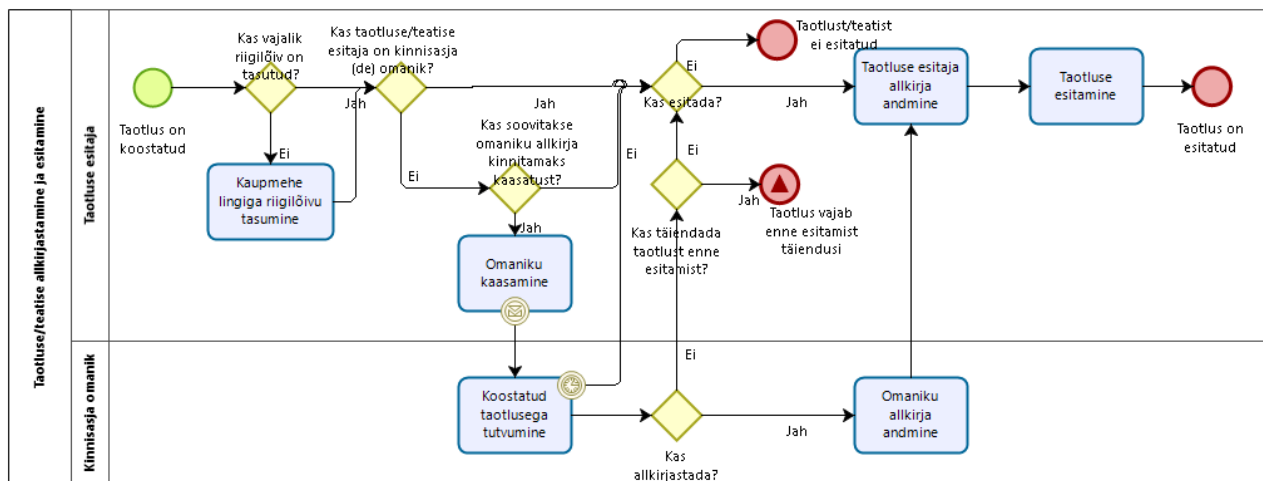 Taotluse/teatise allkirjastamine ja esitamine
Taotluse esitaja
Kinnisasja omanik
Taotlus on
koostatud
Kas vajalik
riigilõiv on
tasutud?
Jah
Ei
Kaupmehe
lingiga riigilõivu
tasumine
Kas taotluse/teatise
esitaja on kinnisasja
(de) omanik?
Jah
Ei
Kas soovitakse
omaniku allkirja
kinnitamaks
kaasatust?
Ei
Jah
Omaniku
kaasamine
Koostatud
taotlusega
tutvumine
Kas
allkirjastada?
Ei
Jah
Omaniku
allkirja
andmine
Kas täiendada
taotlust enne
esitamist?
Ei
Jah
Taotlus vajab
enne esitamist
täiendusi
Kas esitada?
Ei
Taotlust/teatist
ei esitatud
Jah
Taotluse esitaja
allkirja
andmine
Taotluse
esitamine
Taotlus on
esitatud